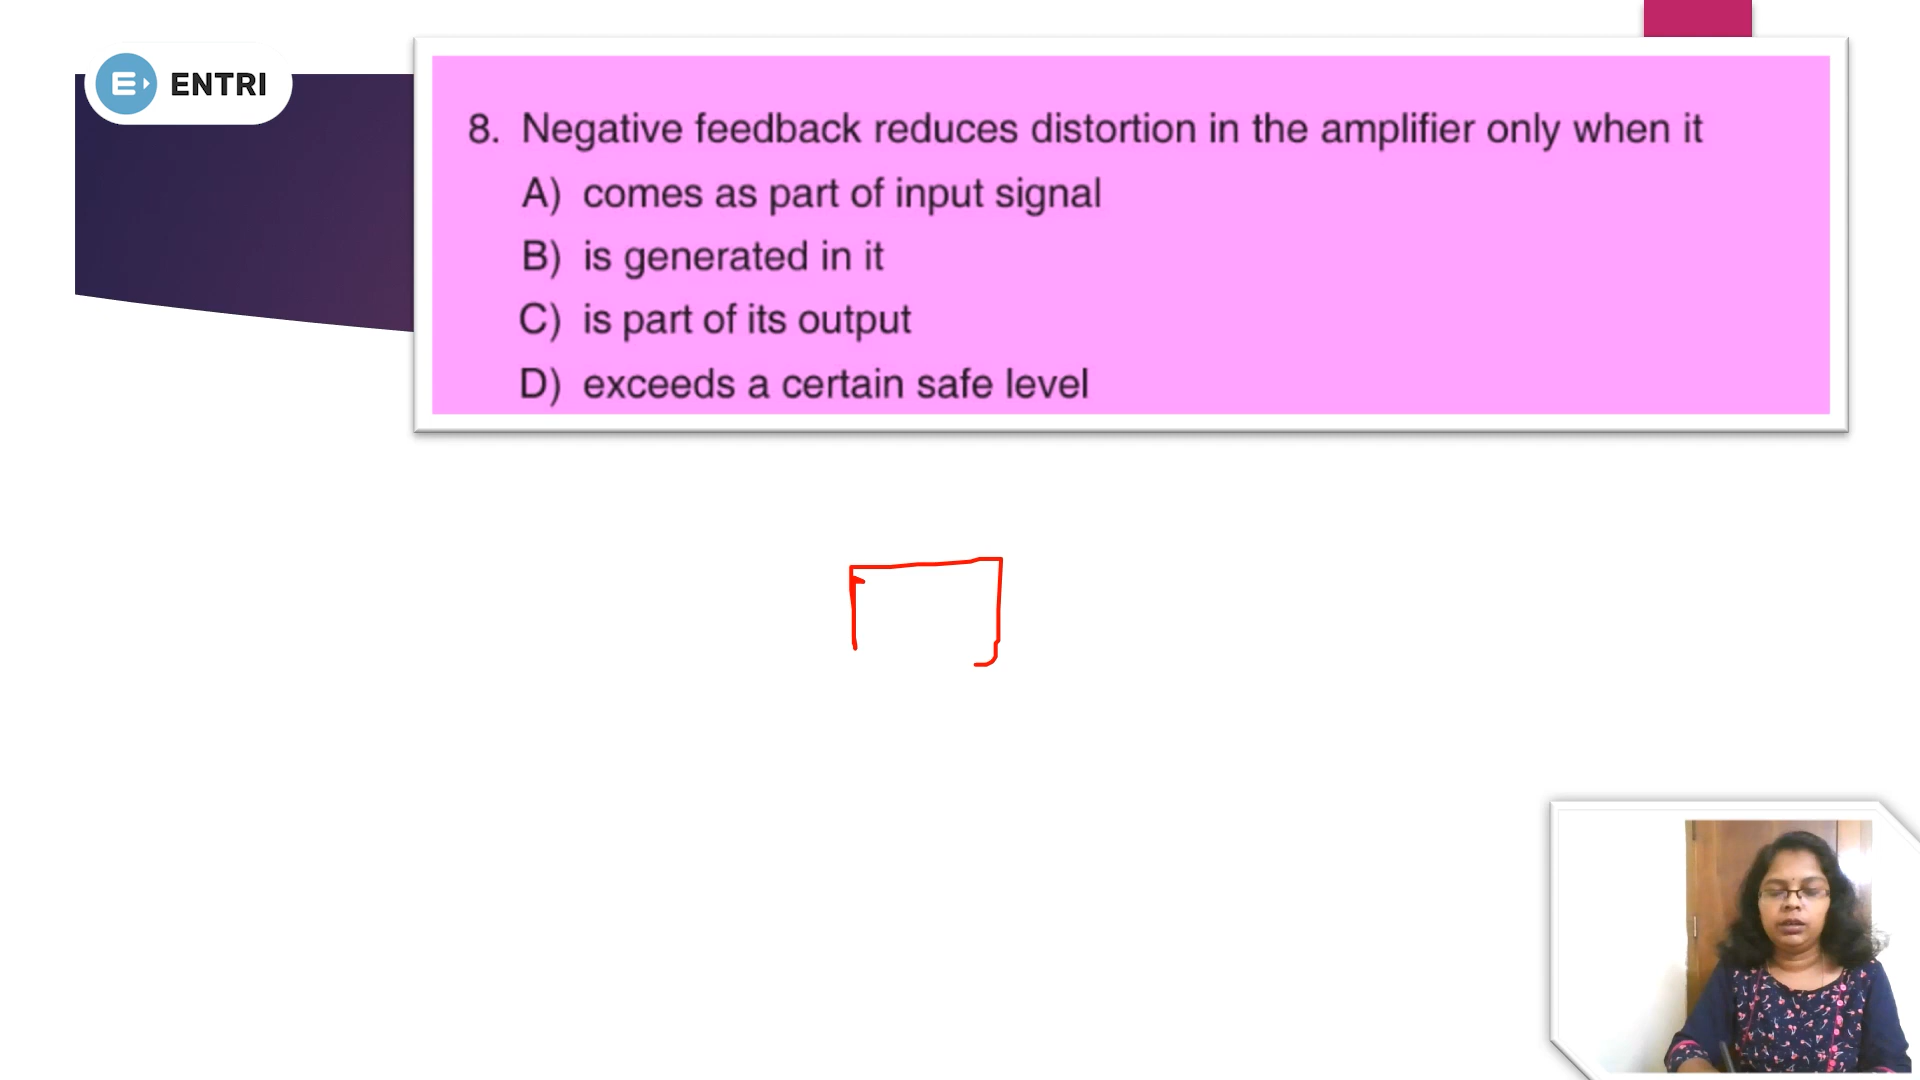 ENTRI
8. Negative feedback reduces distortion in the amplifier only when it
A) comes as part of input signal
B) is generated in it
C) is part of its output
D) exceeds a certain safe level